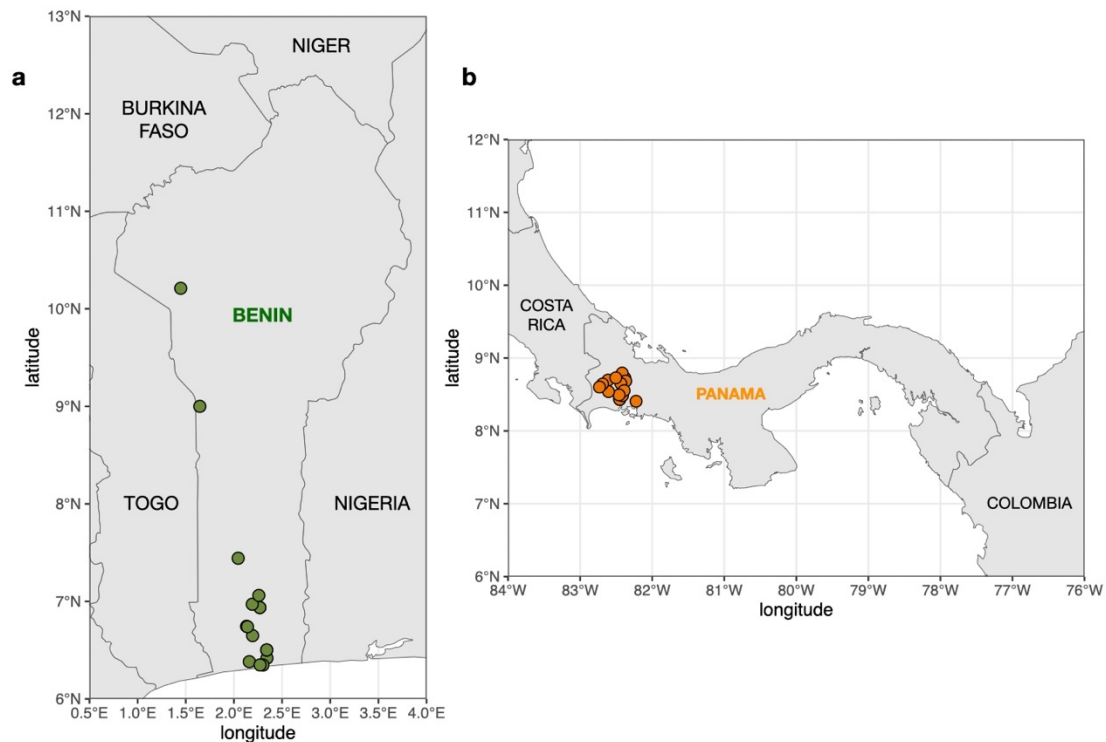 a
13°N
12°N
11°N
10°N
9°N
8°N
7°N
6°N
latitude
NIGER
BURKINA
FASO
BENIN
TOGO
NIGERIA
0.5°E 1.0°E 1.5°E 2.0°E 2.5°E 3.0°E 3.5°E 4.0°E
longitude
b
12°N
11°N
10°N
9°N
8°N
7°N
6°N
latitude
COSTA
RICA
PANAMA
COLOMBIA
84°W 83°W 82°W 81°W 80°W 79°W 78°W 77°W 76°W
longitude